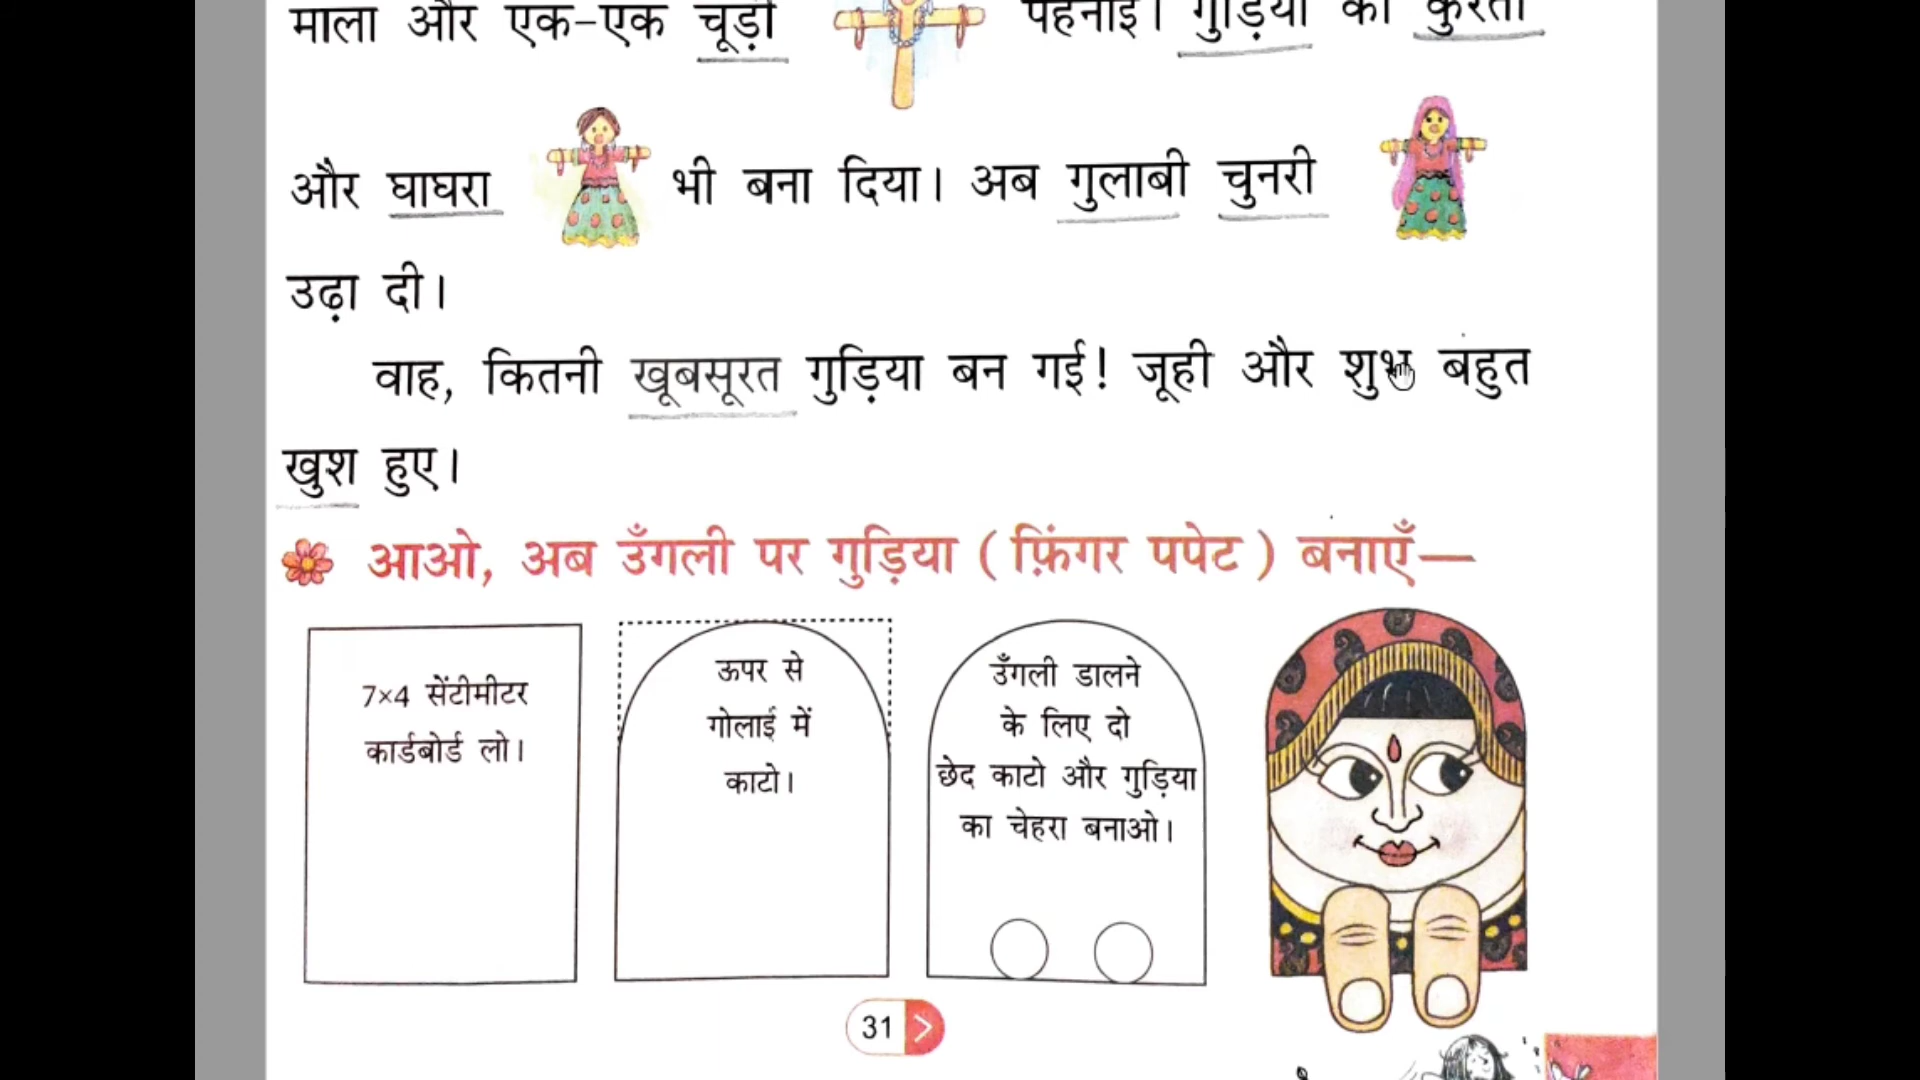 माला और एक-एक चूड़ी पहनाई। गुड़िया का कुरता
और घाघरा भी बना दिया। अब गुलाबी चुनरी
उढ़ा दी।
वाह, कितनी खूबसूरत गुड़िया बन गई! जूही और शुभ बहुत
खुश हुए।
आओ, अब उँगली पर गुड़िया ( फ़िंगर पपेट ) बनाएँ—
7×4 सेंटीमीटर
कार्डबोर्ड लो।
ऊपर से
गोलाई में
काटो।
उँगली डालने
के लिए दो
छेद काटो और गुड़िया
का चेहरा बनाओ।
31